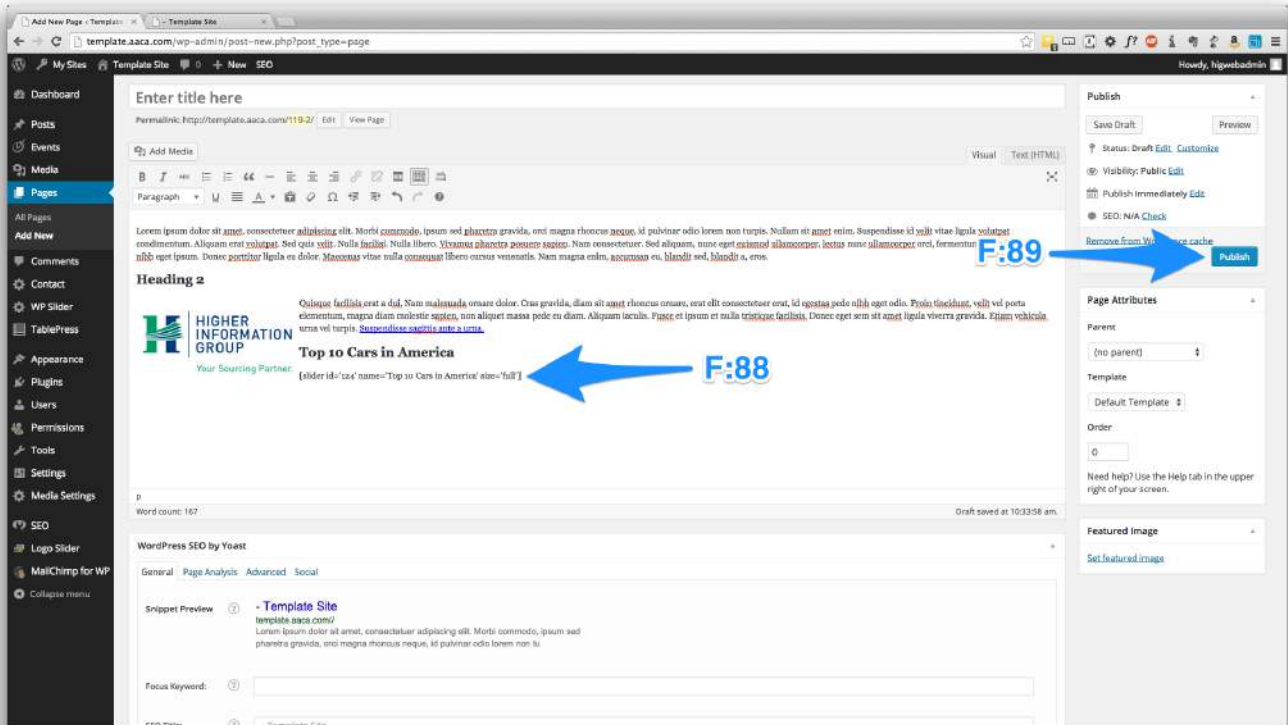 Add New Page ‹ Template
- Template Site
template.aaca.com/wp-admin/post-new.php?post_type=page
My Sites
Template Site
0
+ New
SEO
Howdy, higwebadmin
Dashboard
Posts
Events
Media
Pages
All Pages
Add New
Comments
Contact
WP Slider
TablePress
Appearance
Plugins
Users
Permissions
Tools
Settings
Media Settings
SEO
Logo Slider
MailChimp for WP
Collapse menu
Enter title here
Permalink: http://template.aaca.com/119-2/ Edit View Page
Add Media
Visual Text (HTML)
Paragraph
Lorem ipsum dolor sit amet, consectetuer adipiscing elit. Morbi commodo, ipsum sed pharetra gravida, orci magna rhoncus neque, id pulvinar odio lorem non turpis. Nullam sit amet enim. Suspendisse id velit vitae ligula volutpat
condimentum. Aliquam erat volutpat. Sed quis velit. Nulla facilisi. Nulla libero. Vivamus pharetra posuere sapien. Nam consectetuer. Sed aliquam, nunc eget euismod ullamcorper, lectus nunc ullamcorper orci, fermentum
nibh eget ipsum. Donec porttitor ligula eu dolor. Maecenas vitae nulla consequat libero cursus venenatis. Nam magna enim, accumsan eu, blandit sed, blandit a, eros.
Heading 2
HIGHER
INFORMATION
GROUP
Your Sourcing Partner.
Quisque facilisis erat a dui. Nam malesuada ornare dolor. Cras gravida, diam sit amet rhoncus ornare, erat elit consectetuer erat, id egestas pede nibh eget odio. Proin tincidunt, velit vel porta
elementum, magna diam molestie sapien, non aliquet massa pede eu diam. Aliquam iaculis. Fusce et ipsum et nulla tristique facilisis. Donec eget sem sit amet ligula viverra gravida. Etiam vehicula
urna vel turpis. Suspendisse sagittis ante a urna.
Top 10 Cars in America
[slider id='124' name='Top 10 Cars in America' size='full']
F:88
F:89
p
Word count: 167
Draft saved at 10:33:58 am.
WordPress SEO by Yoast
General Page Analysis Advanced Social
Snippet Preview
- Template Site
template.aaca.com//
Lorem ipsum dolor sit amet, consectetuer adipiscing elit. Morbi commodo, ipsum sed
pharetra gravida, orci magna rhoncus neque, id pulvinar odio lorem non tu
Focus Keyword:
SEO Title:
- Template Site
Publish
Save Draft
Preview
Status: Draft Edit Customize
Visibility: Public Edit
Publish immediately Edit
SEO: N/A Check
Remove from cache
Publish
Page Attributes
Parent
(no parent)
Template
Default Template
Order
0
Need help? Use the Help tab in the upper
right of your screen.
Featured Image
Set featured image